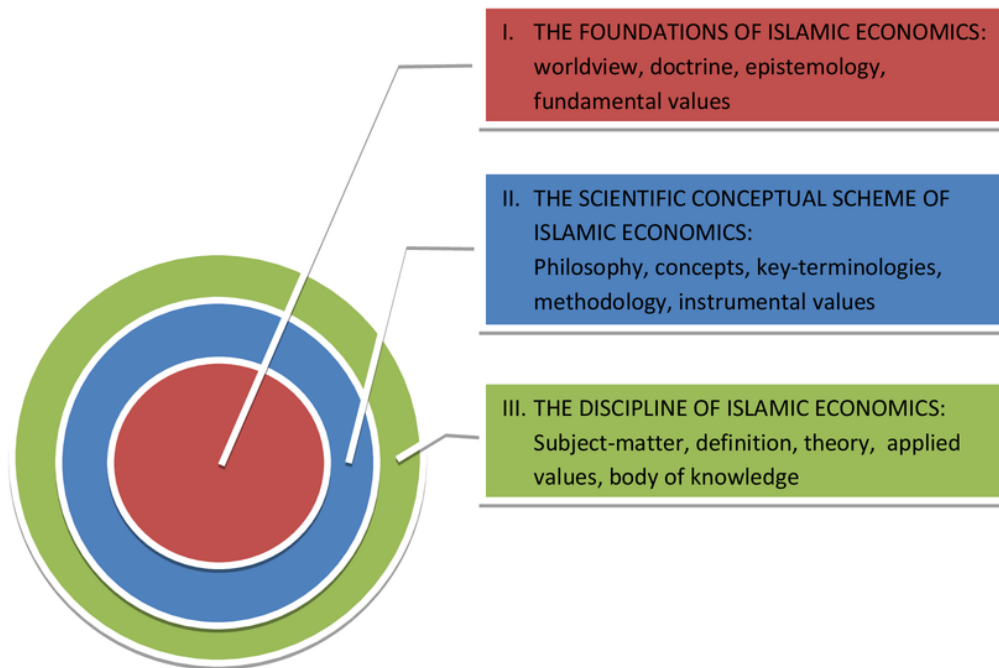 I. THE FOUNDATIONS OF ISLAMIC ECONOMICS:
worldview, doctrine, epistemology,
fundamental values
II. THE SCIENTIFIC CONCEPTUAL SCHEME OF
ISLAMIC ECONOMICS:
Philosophy, concepts, key-terminologies,
methodology, instrumental values
III. THE DISCIPLINE OF ISLAMIC ECONOMICS:
Subject-matter, definition, theory, applied
values, body of knowledge